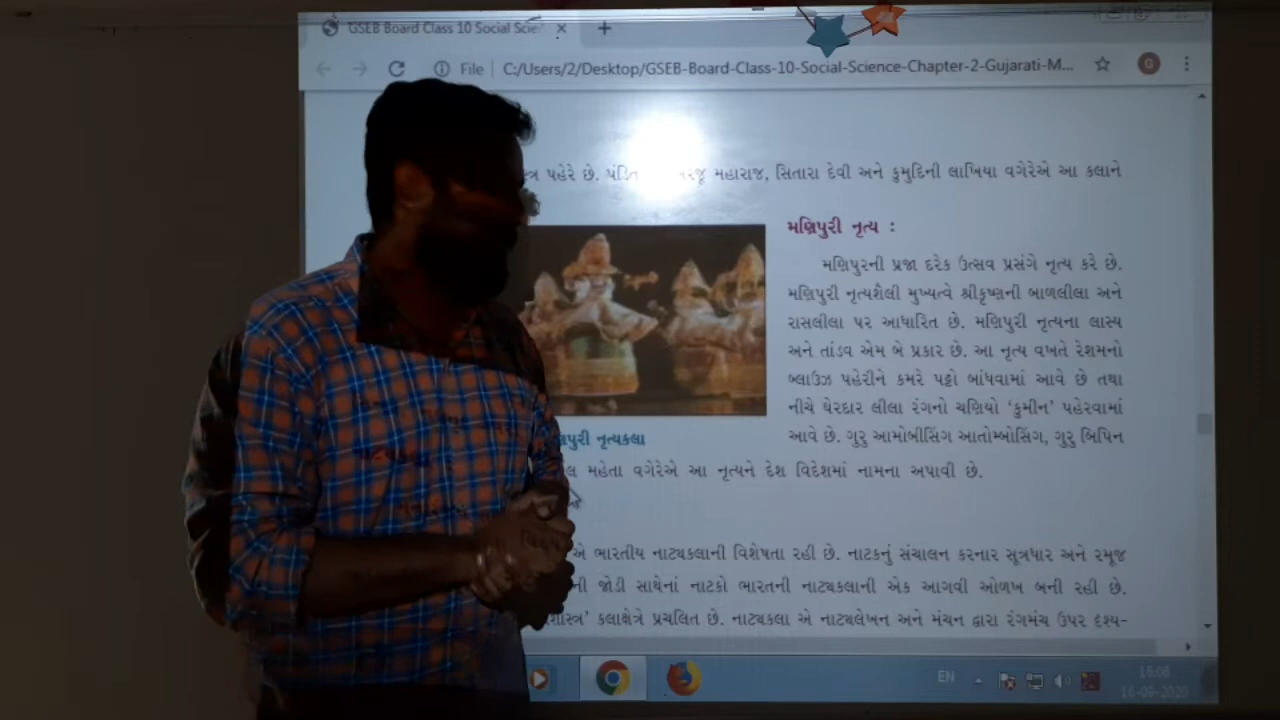 GSEB Board Class 10 Social Scie
File C:/Users/2/Desktop/GSEB-Board-Class-10-Social-Science-Chapter-2-Gujarati-M...
પહેરે છે. મહારાજ, સિતારા દેવી અને કુમુદિની લાખિયા વગેરેએ આ કલાને
મણિપુરી નૃત્ય :
મણિપુરની પ્રજા દરેક ઉત્સવ પ્રસંગે નૃત્ય કરે છે.
મણિપુરી નૃત્યશૈલી મુખ્યત્વે શ્રીકૃષ્ણની બાળલીલા અને
રાસલીલા પર આધારિત છે. મણિપુરી નૃત્યના લાસ્ય
અને તાંડવ એમ બે પ્રકાર છે. આ નૃત્ય વખતે રેશમનો
બ્લાઉઝ પહેરીને કમરે પટ્ટો બાંધવામાં આવે છે તથા
નીચે ઘેરદાર લીલા રંગનો ચણિયો ‘કુમીન’ પહેરવામાં
આવે છે. ગુરુ આમોબીસિંગ આતોમ્બોસિંગ, ગુરુ બિપિન
નૃત્યકલા
મહેતા વગેરેએ આ નૃત્યને દેશ વિદેશમાં નામના અપાવી છે.
એ ભારતીય નાટ્યકલાની વિશેષતા રહી છે. નાટકનું સંચાલન કરનાર સૂત્રધાર અને રમૂજ
ની જોડી સાથેનાં નાટકો ભારતની નાટ્યકલાની એક આગવી ઓળખ બની રહી છે.
કલાક્ષેત્રે પ્રચલિત છે. નાટ્યકલા એ નાટ્યલેખન અને મંચન દ્વારા રંગમંચ ઉપર દૃશ્ય-
EN
16:06
16-09-2020